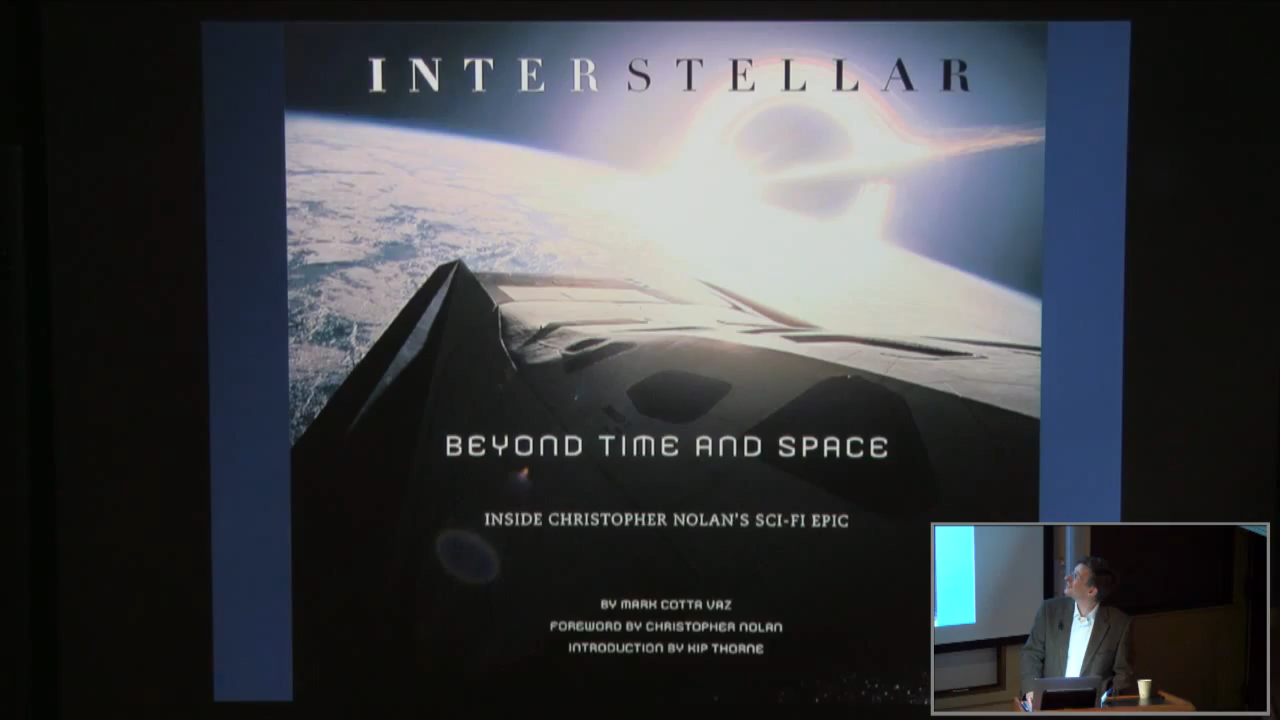 INTERSTELLAR
BEYOND TIME AND SPACE
INSIDE CHRISTOPHER NOLAN'S SCI-FI EPIC
BY MARK COTTA VAZ
FOREWORD BY CHRISTOPHER NOLAN
INTRODUCTION BY KIP THORNE